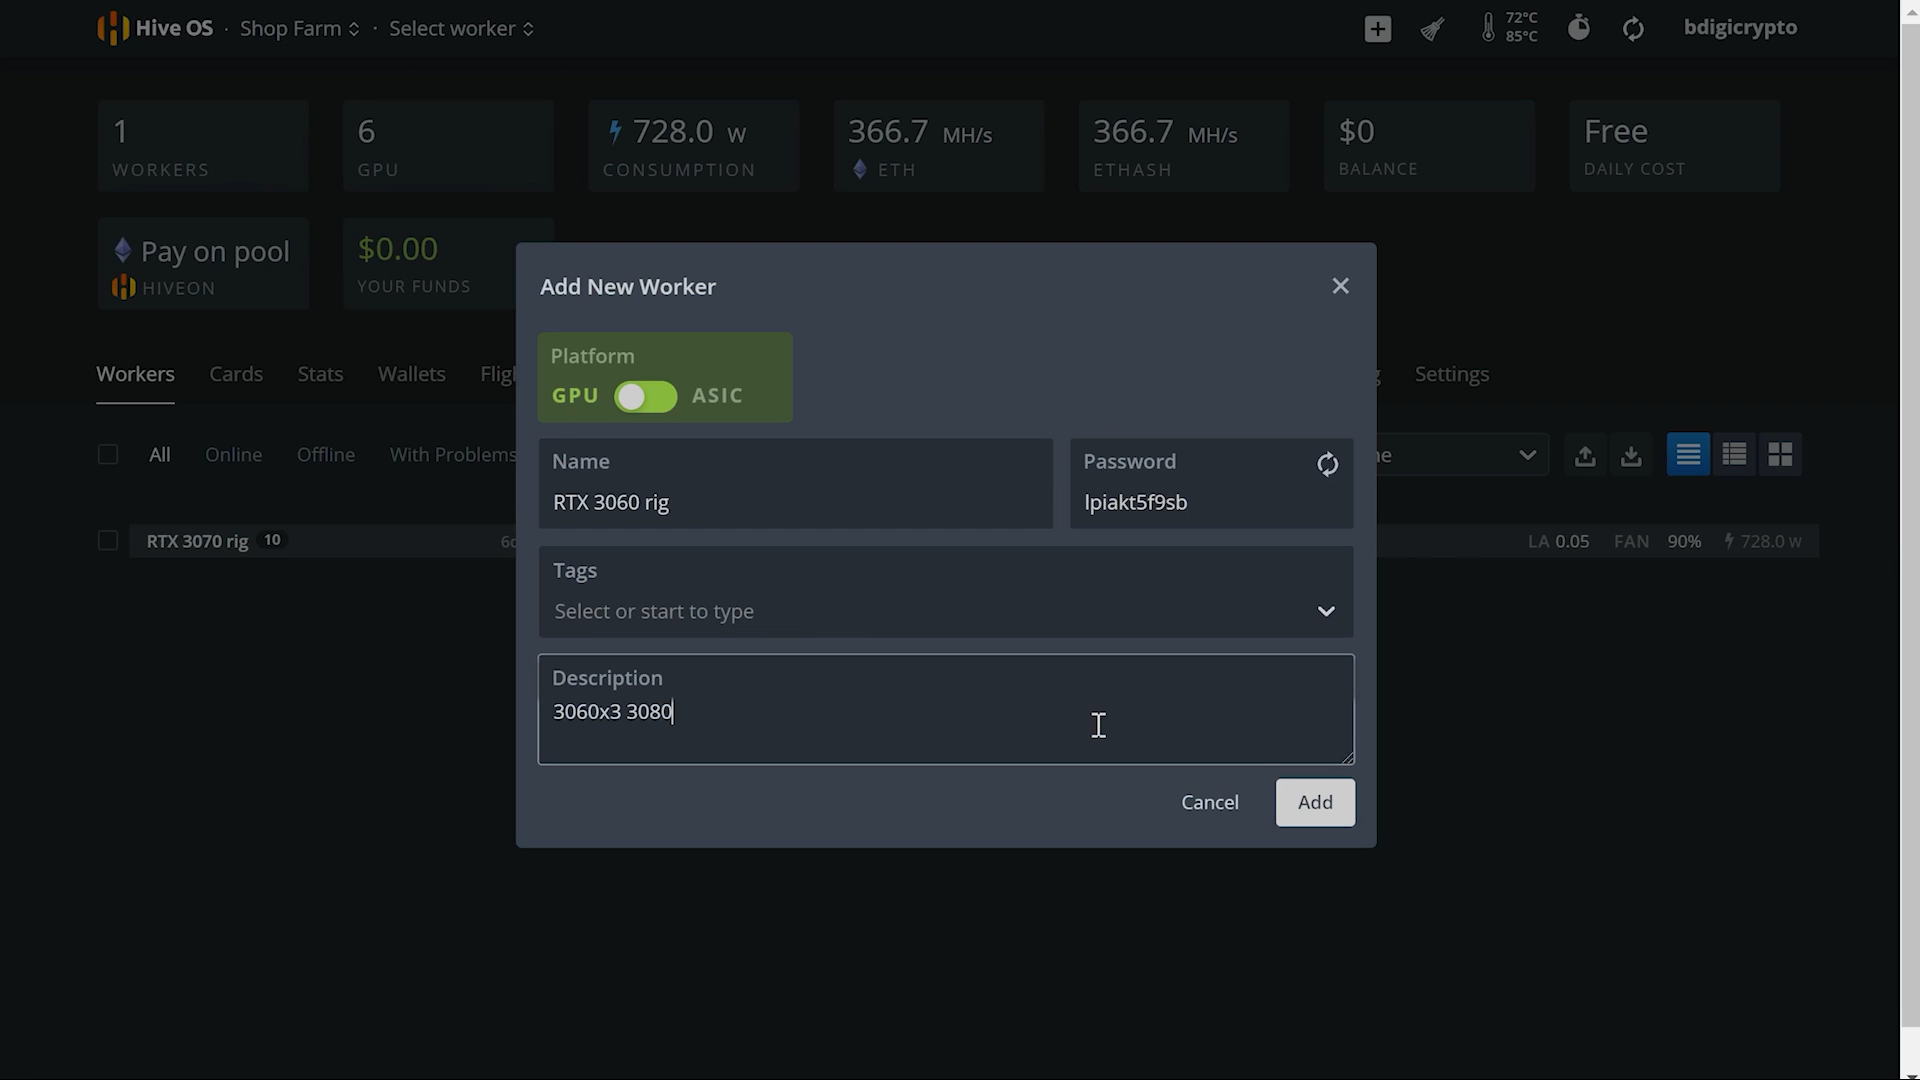 Hive OS · Shop Farm · Select worker
72°C
85°C
bdigicrypto
1
WORKERS
6
GPU
728.0 W
CONSUMPTION
366.7 MH/s
ETH
366.7 MH/s
ETHASH
$0
BALANCE
Free
DAILY COST
Pay on pool
HIVEON
$0.00
YOUR FUNDS
Add New Worker
Platform
GPU ASIC
Name
RTX 3060 rig
Password
lpiakt5f9sb
Tags
Select or start to type
Description
3060x3 3080
Cancel Add
Workers Cards Stats Wallets Settings
All Online Offline With Problems
RTX 3070 rig 10
LA 0.05 FAN 90% 728.0 W